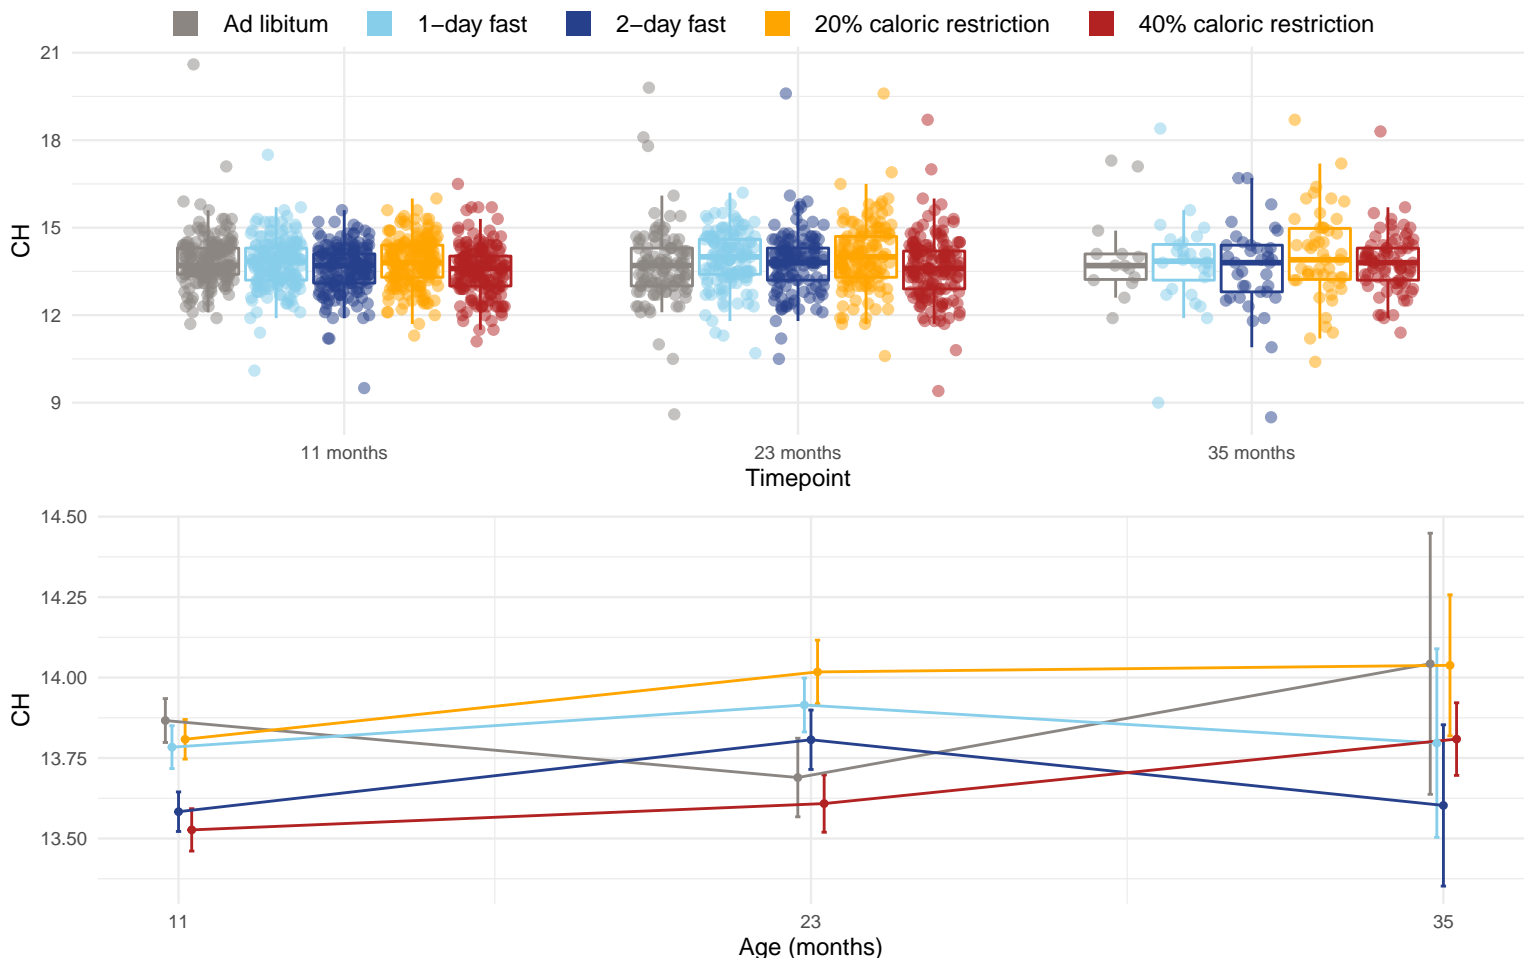 Ad libitum 1−day fast 2−day fast 20% caloric restriction 40% caloric restriction
21
18
15
12
9
CH
11 months 23 months 35 months
Timepoint
14.50
14.25
14.00
13.75
13.50
CH
11 23 35
Age (months)